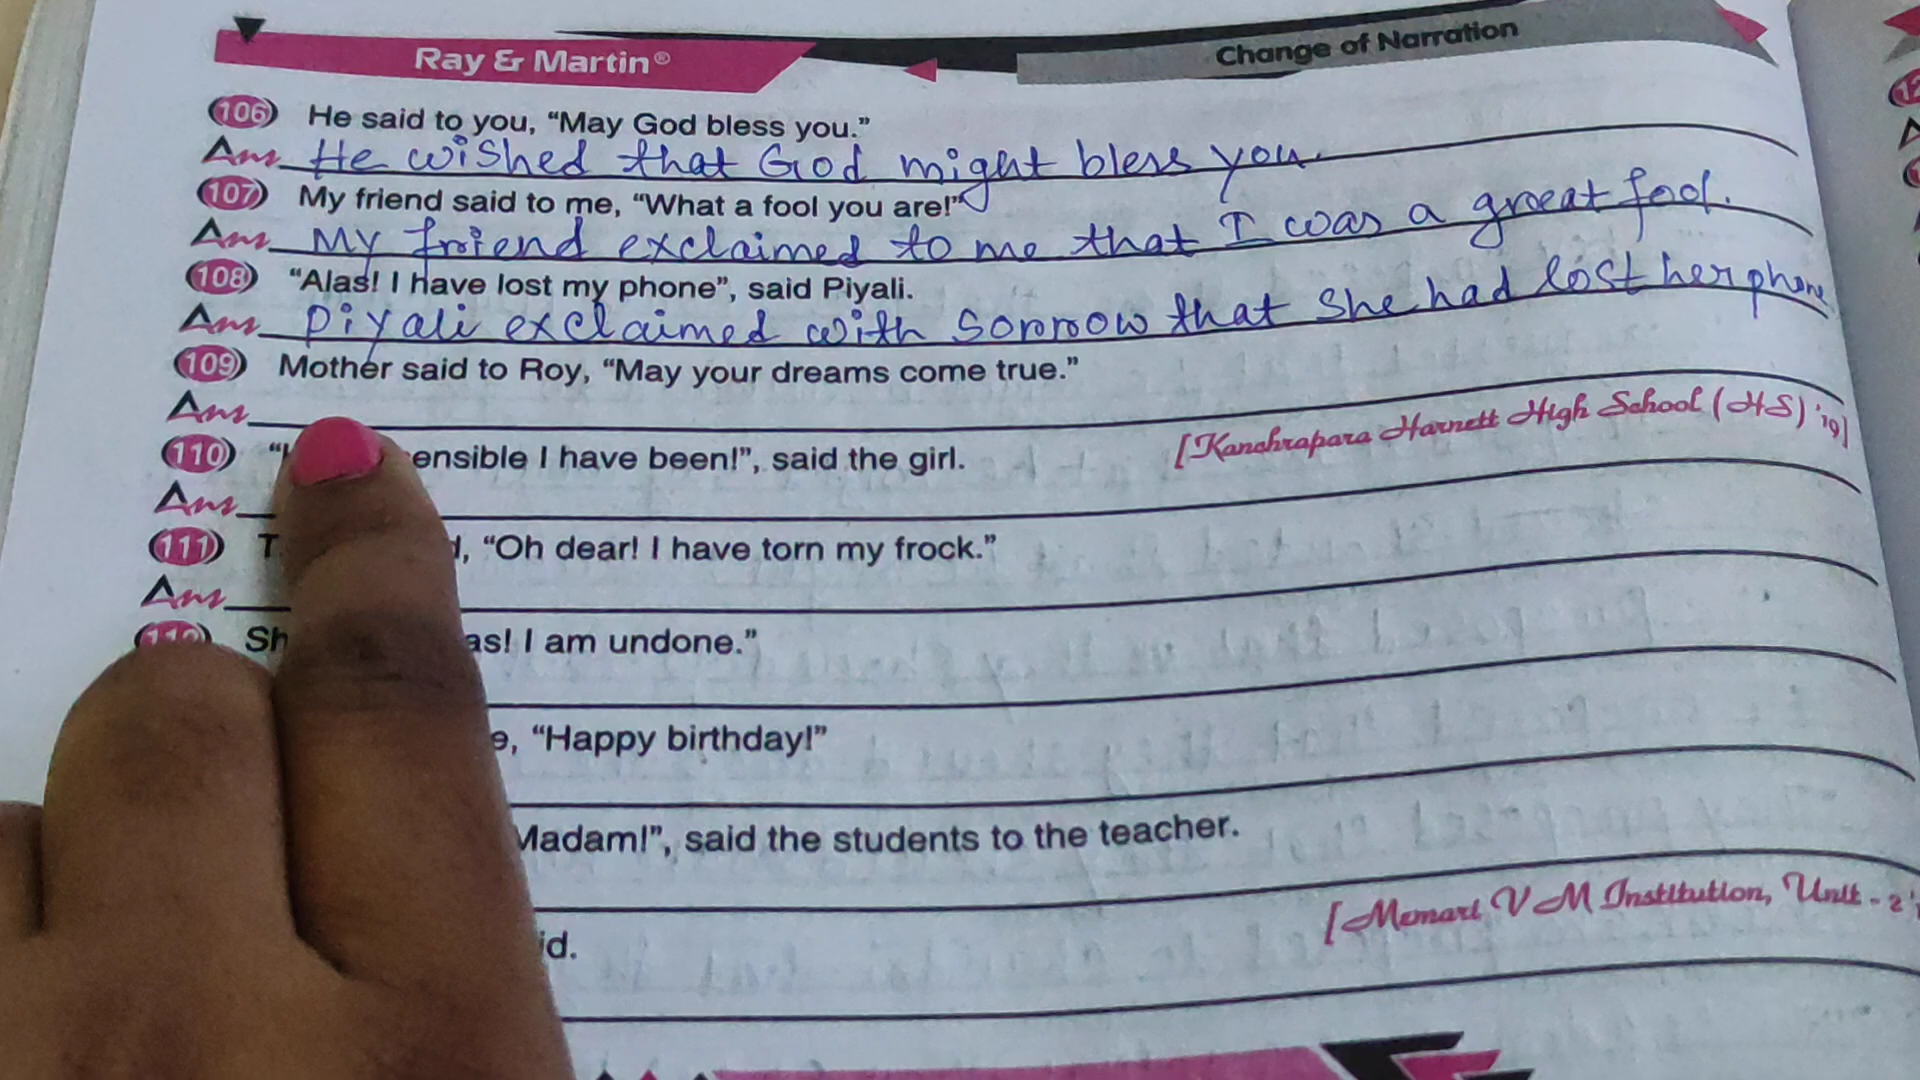 Ray & Martin®
Change of Narration
106 He said to you, “May God bless you.”
Ans He wished that God might bless you.
107 My friend said to me, “What a fool you are!”
Ans My friend exclaimed to me that I was a great fool.
108 “Alas! I have lost my phone”, said Piyali.
Ans Piyali exclaimed with sorrow that she had lost her phone
109 Mother said to Roy, “May your dreams come true.”
Ans
[Kanchrapara Harnett High School (HS) '19]
110 ensible I have been!”, said the girl.
Ans
111 “Oh dear! I have torn my frock.”
Ans
112 Sh as! I am undone.”
e, “Happy birthday!”
Madam!”, said the students to the teacher.
[Memari V M Institution, Unit - 2
id.